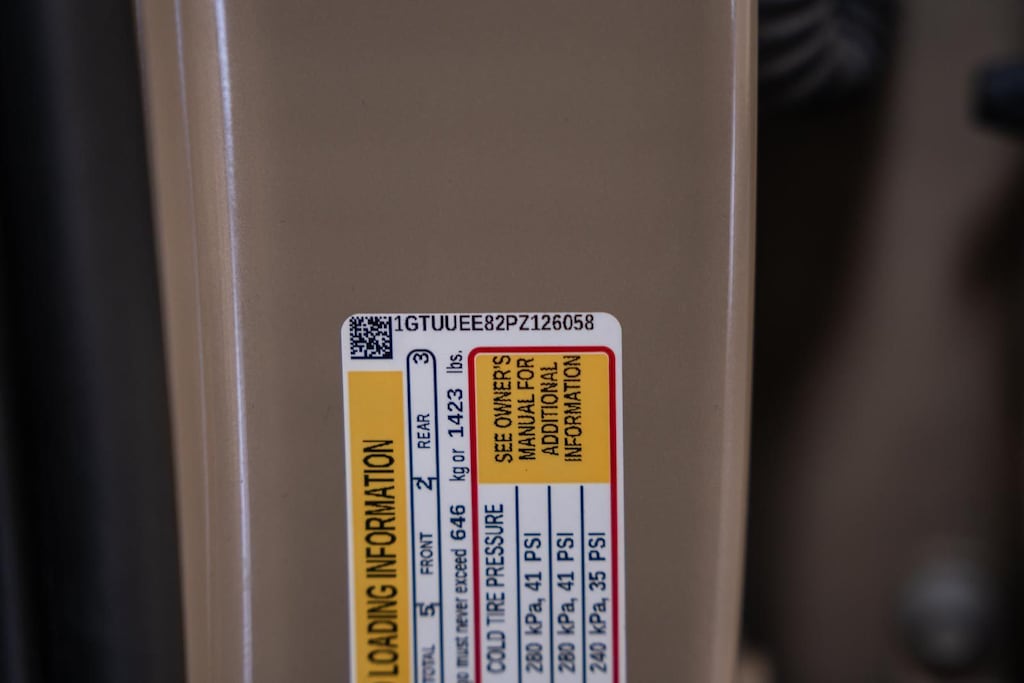 1GTUUEE82PZ126058
LOADING INFORMATION
TOTAL 5 FRONT 2 REAR 3
must never exceed 646 kg or 1423 lbs.
COLD TIRE PRESSURE
280 kPa, 41 PSI
280 kPa, 41 PSI
240 kPa, 35 PSI
SEE OWNER'S
MANUAL FOR
ADDITIONAL
INFORMATION